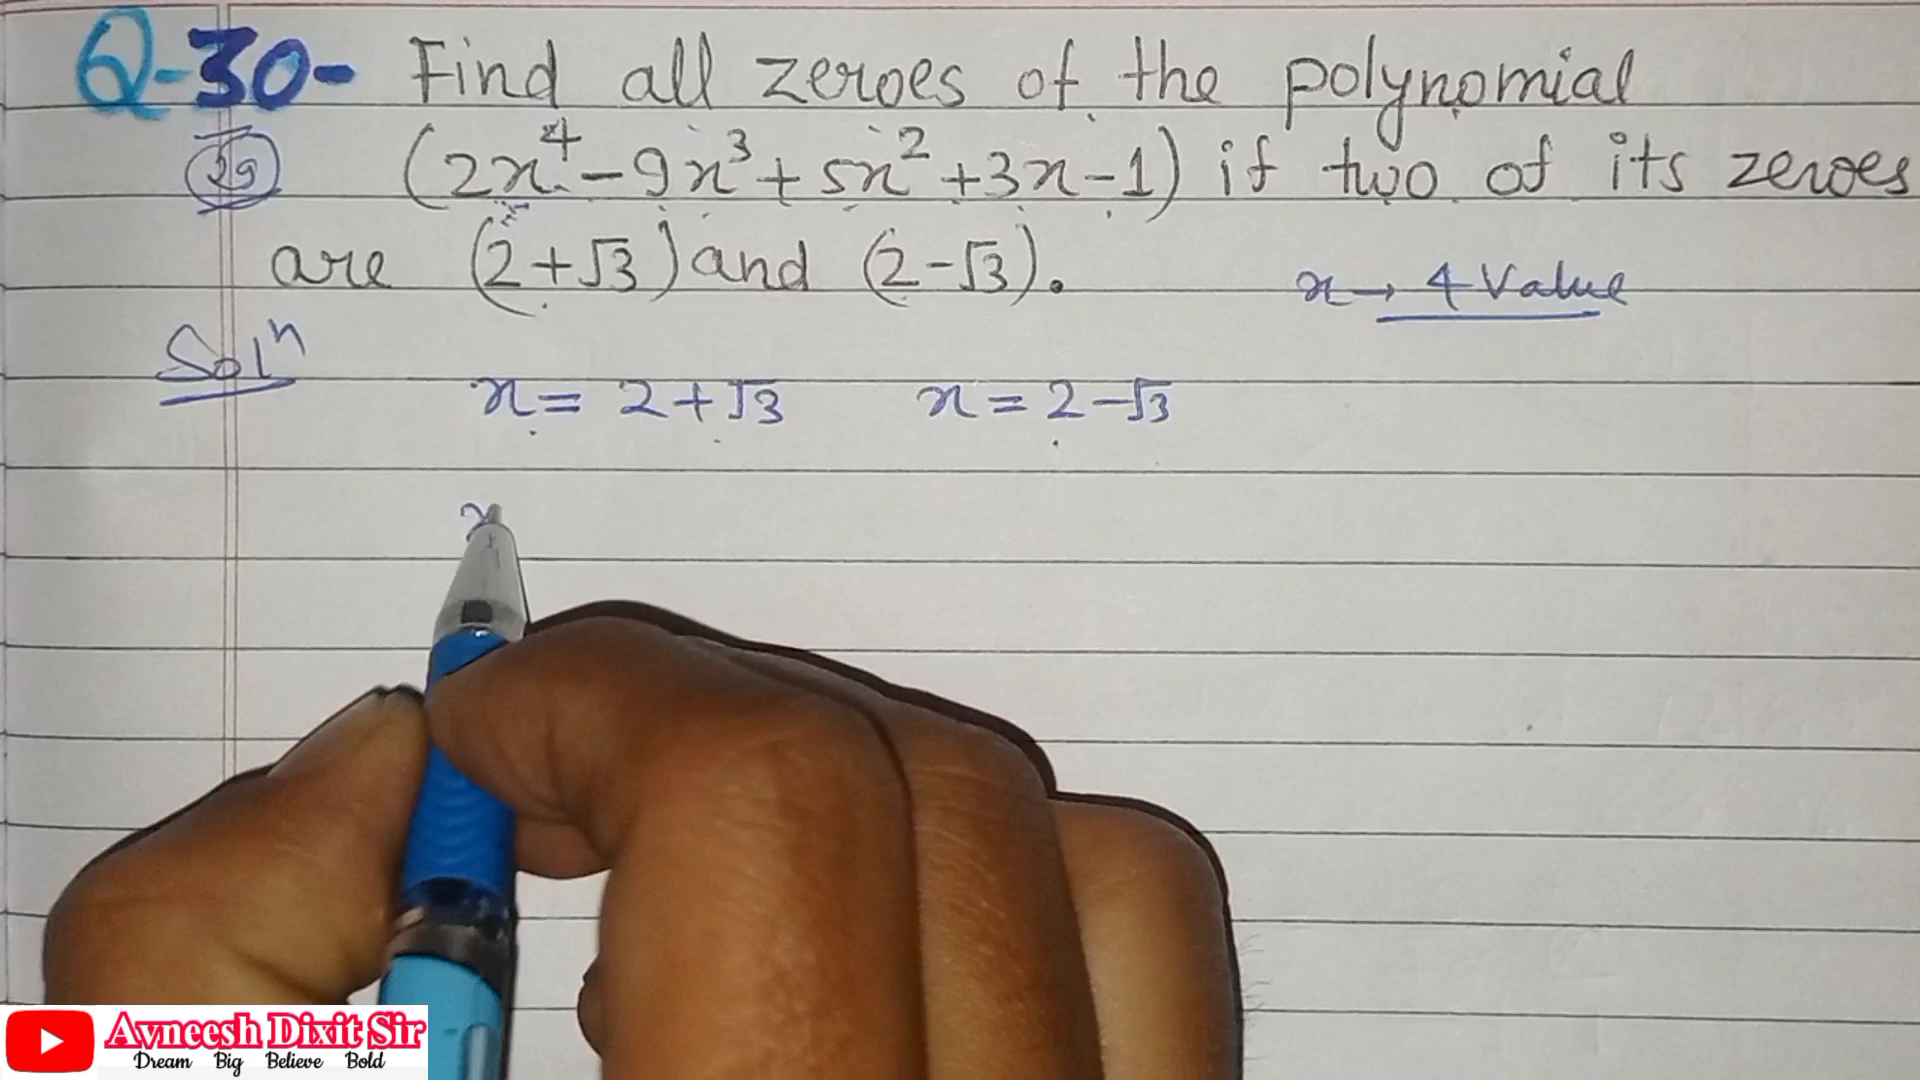 Q-30- Find all zeroes of the polynomial
29 (2x⁴-9x³+5x²+3x-1) if two of its zeroes
are (2+√3) and (2-√3).
x→ 4 Value
Solⁿ
x = 2+√3 x = 2-√3
x
Avneesh Dixit Sir
Dream Big Believe Bold